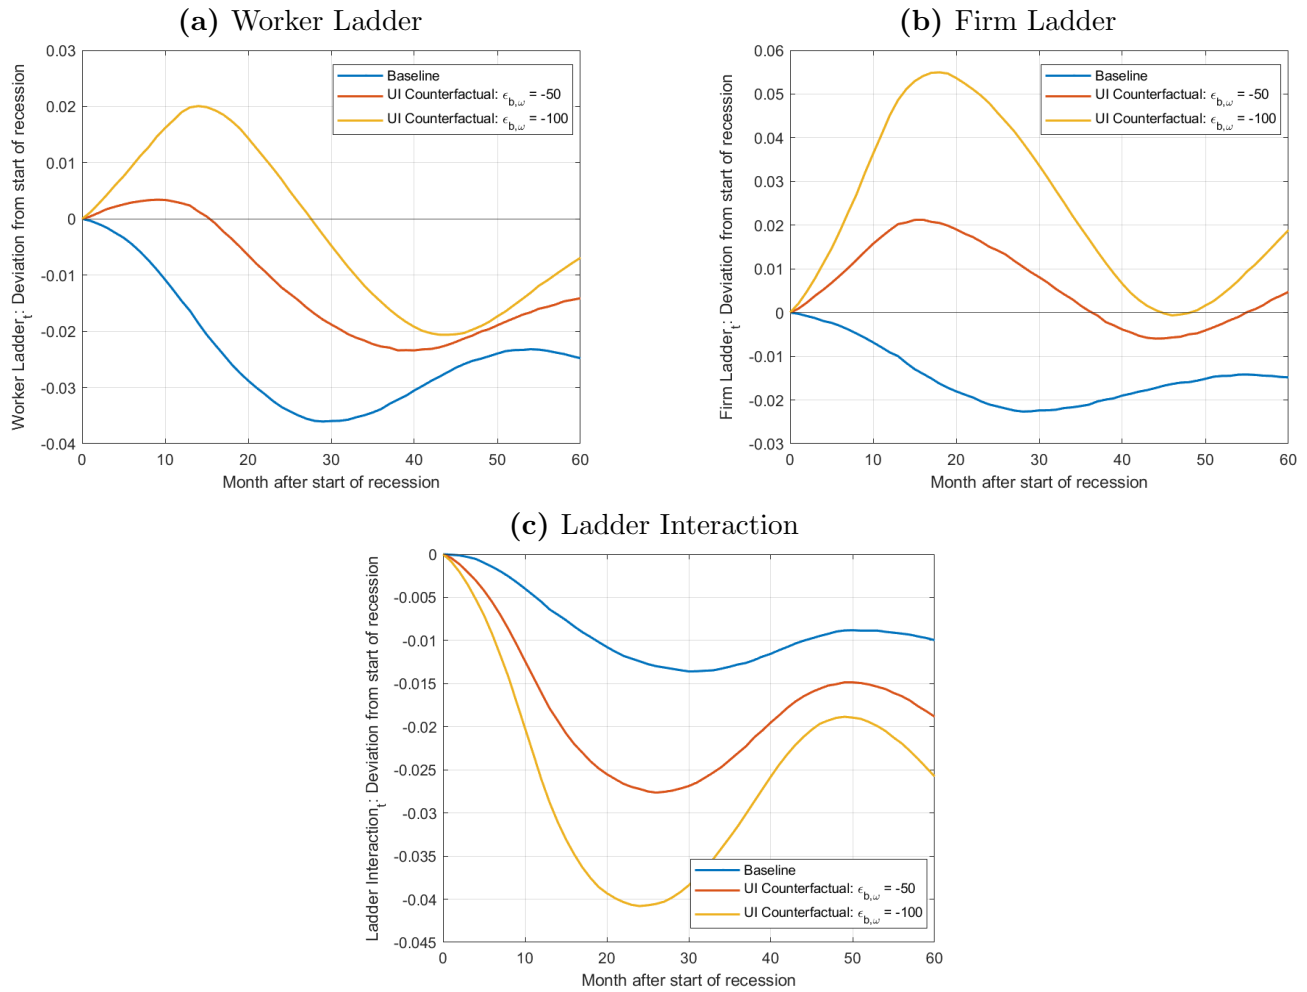 (a) Worker Ladder
0.03
0.02
0.01
0
-0.01
-0.02
-0.03
-0.04
Worker Ladder_t: Deviation from start of recession
Baseline
UI Counterfactual: ϵ_b,ω = -50
UI Counterfactual: ϵ_b,ω = -100
0 10 20 30 40 50 60
Month after start of recession
(b) Firm Ladder
0.06
0.05
0.04
0.03
0.02
0.01
0
-0.01
-0.02
-0.03
Firm Ladder_t: Deviation from start of recession
Baseline
UI Counterfactual: ϵ_b,ω = -50
UI Counterfactual: ϵ_b,ω = -100
0 10 20 30 40 50 60
Month after start of recession
(c) Ladder Interaction
0
-0.005
-0.01
-0.015
-0.02
-0.025
-0.03
-0.035
-0.04
-0.045
Ladder Interaction_t: Deviation from start of recession
Baseline
UI Counterfactual: ϵ_b,ω = -50
UI Counterfactual: ϵ_b,ω = -100
0 10 20 30 40 50 60
Month after start of recession